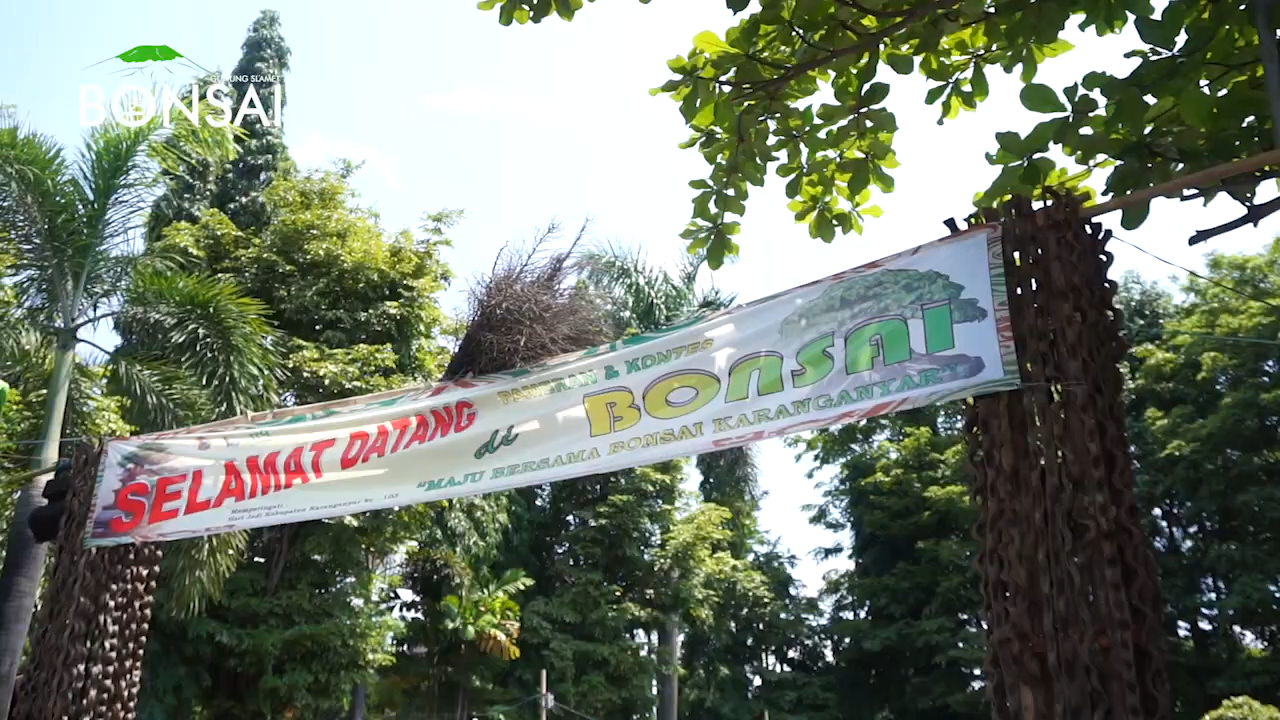 GUNUNG SLAMET
BONSAI
SELAMAT DATANG
di
PAMERAN & KONTES
BONSAI
"MAJU BERSAMA BONSAI KARANGANYAR"
Memperingati
Hari Jadi Kabupaten Karanganyar ke - 103